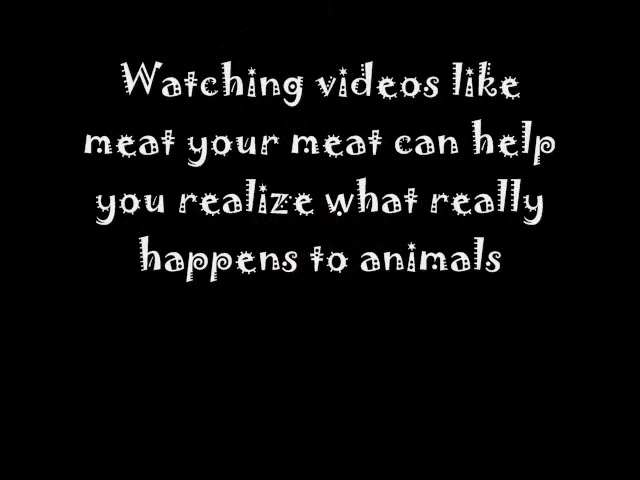 Watching videos like
meat your meat can help
you realize what really
happens to animals